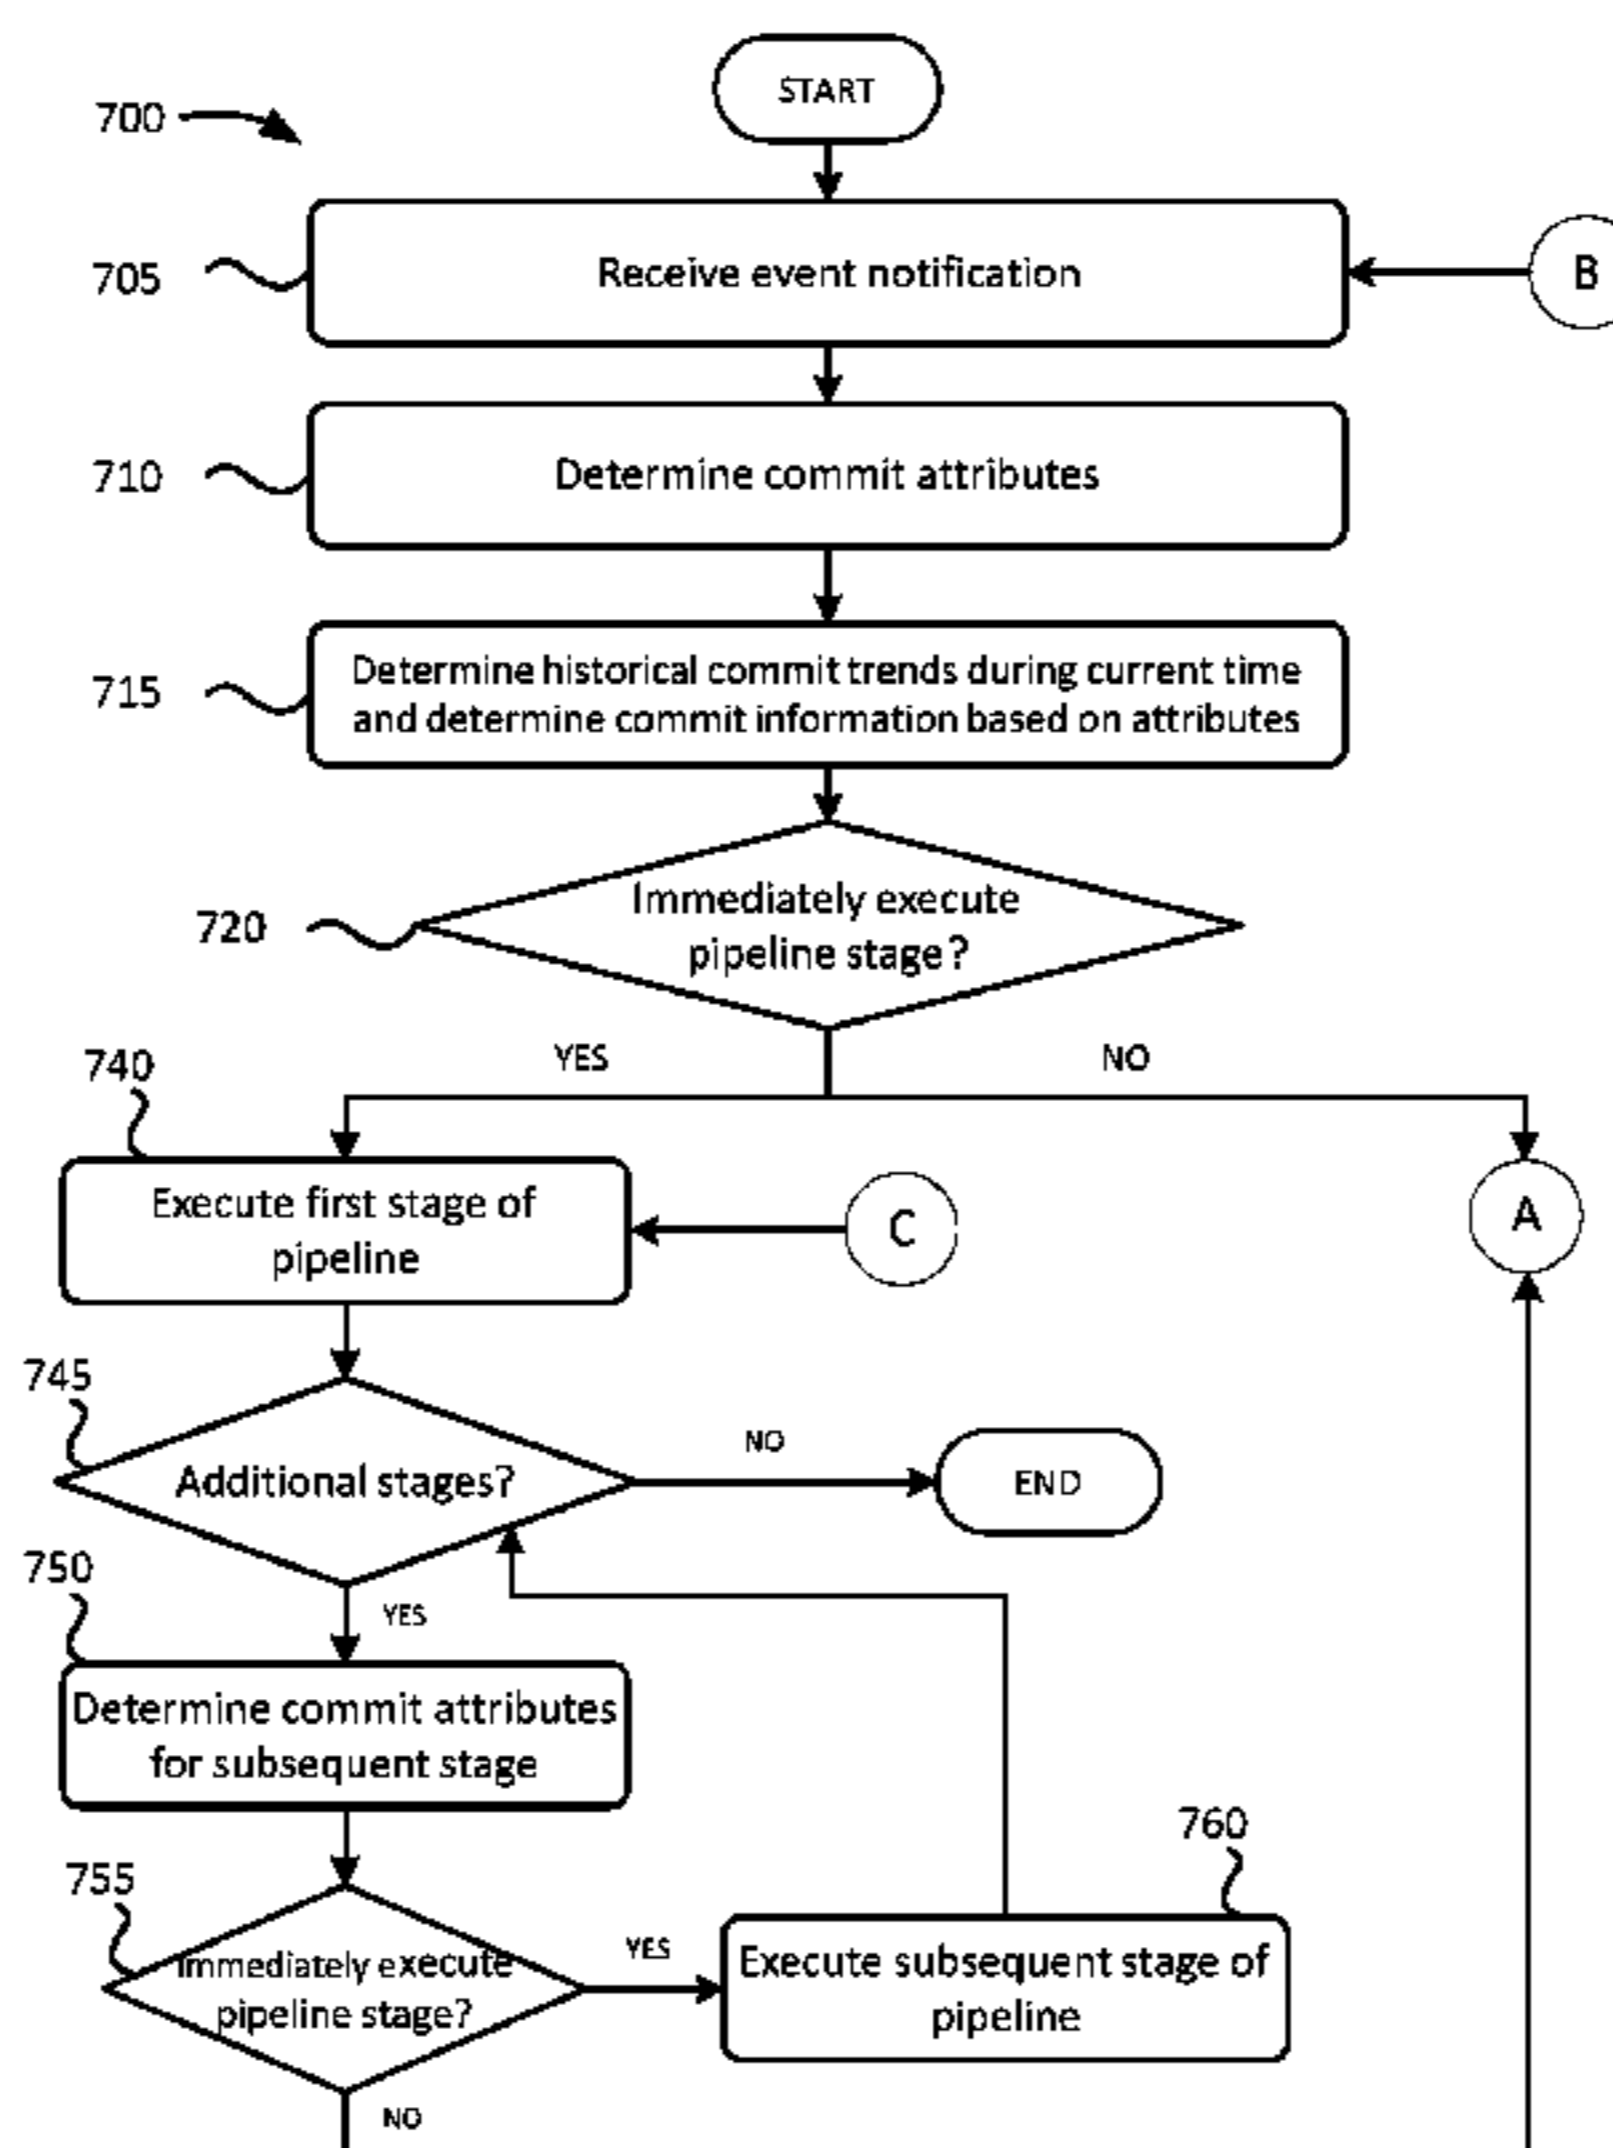 START
700
705
Receive event notification
B
710
Determine commit attributes
715
Determine historical commit trends during current time
and determine commit information based on attributes
720
Immediately execute
pipeline stage?
YES
NO
740
Execute first stage of
pipeline
C
A
745
Additional stages?
NO
END
750
YES
Determine commit attributes
for subsequent stage
760
755
Immediately execute
pipeline stage?
YES
Execute subsequent stage of
pipeline
NO